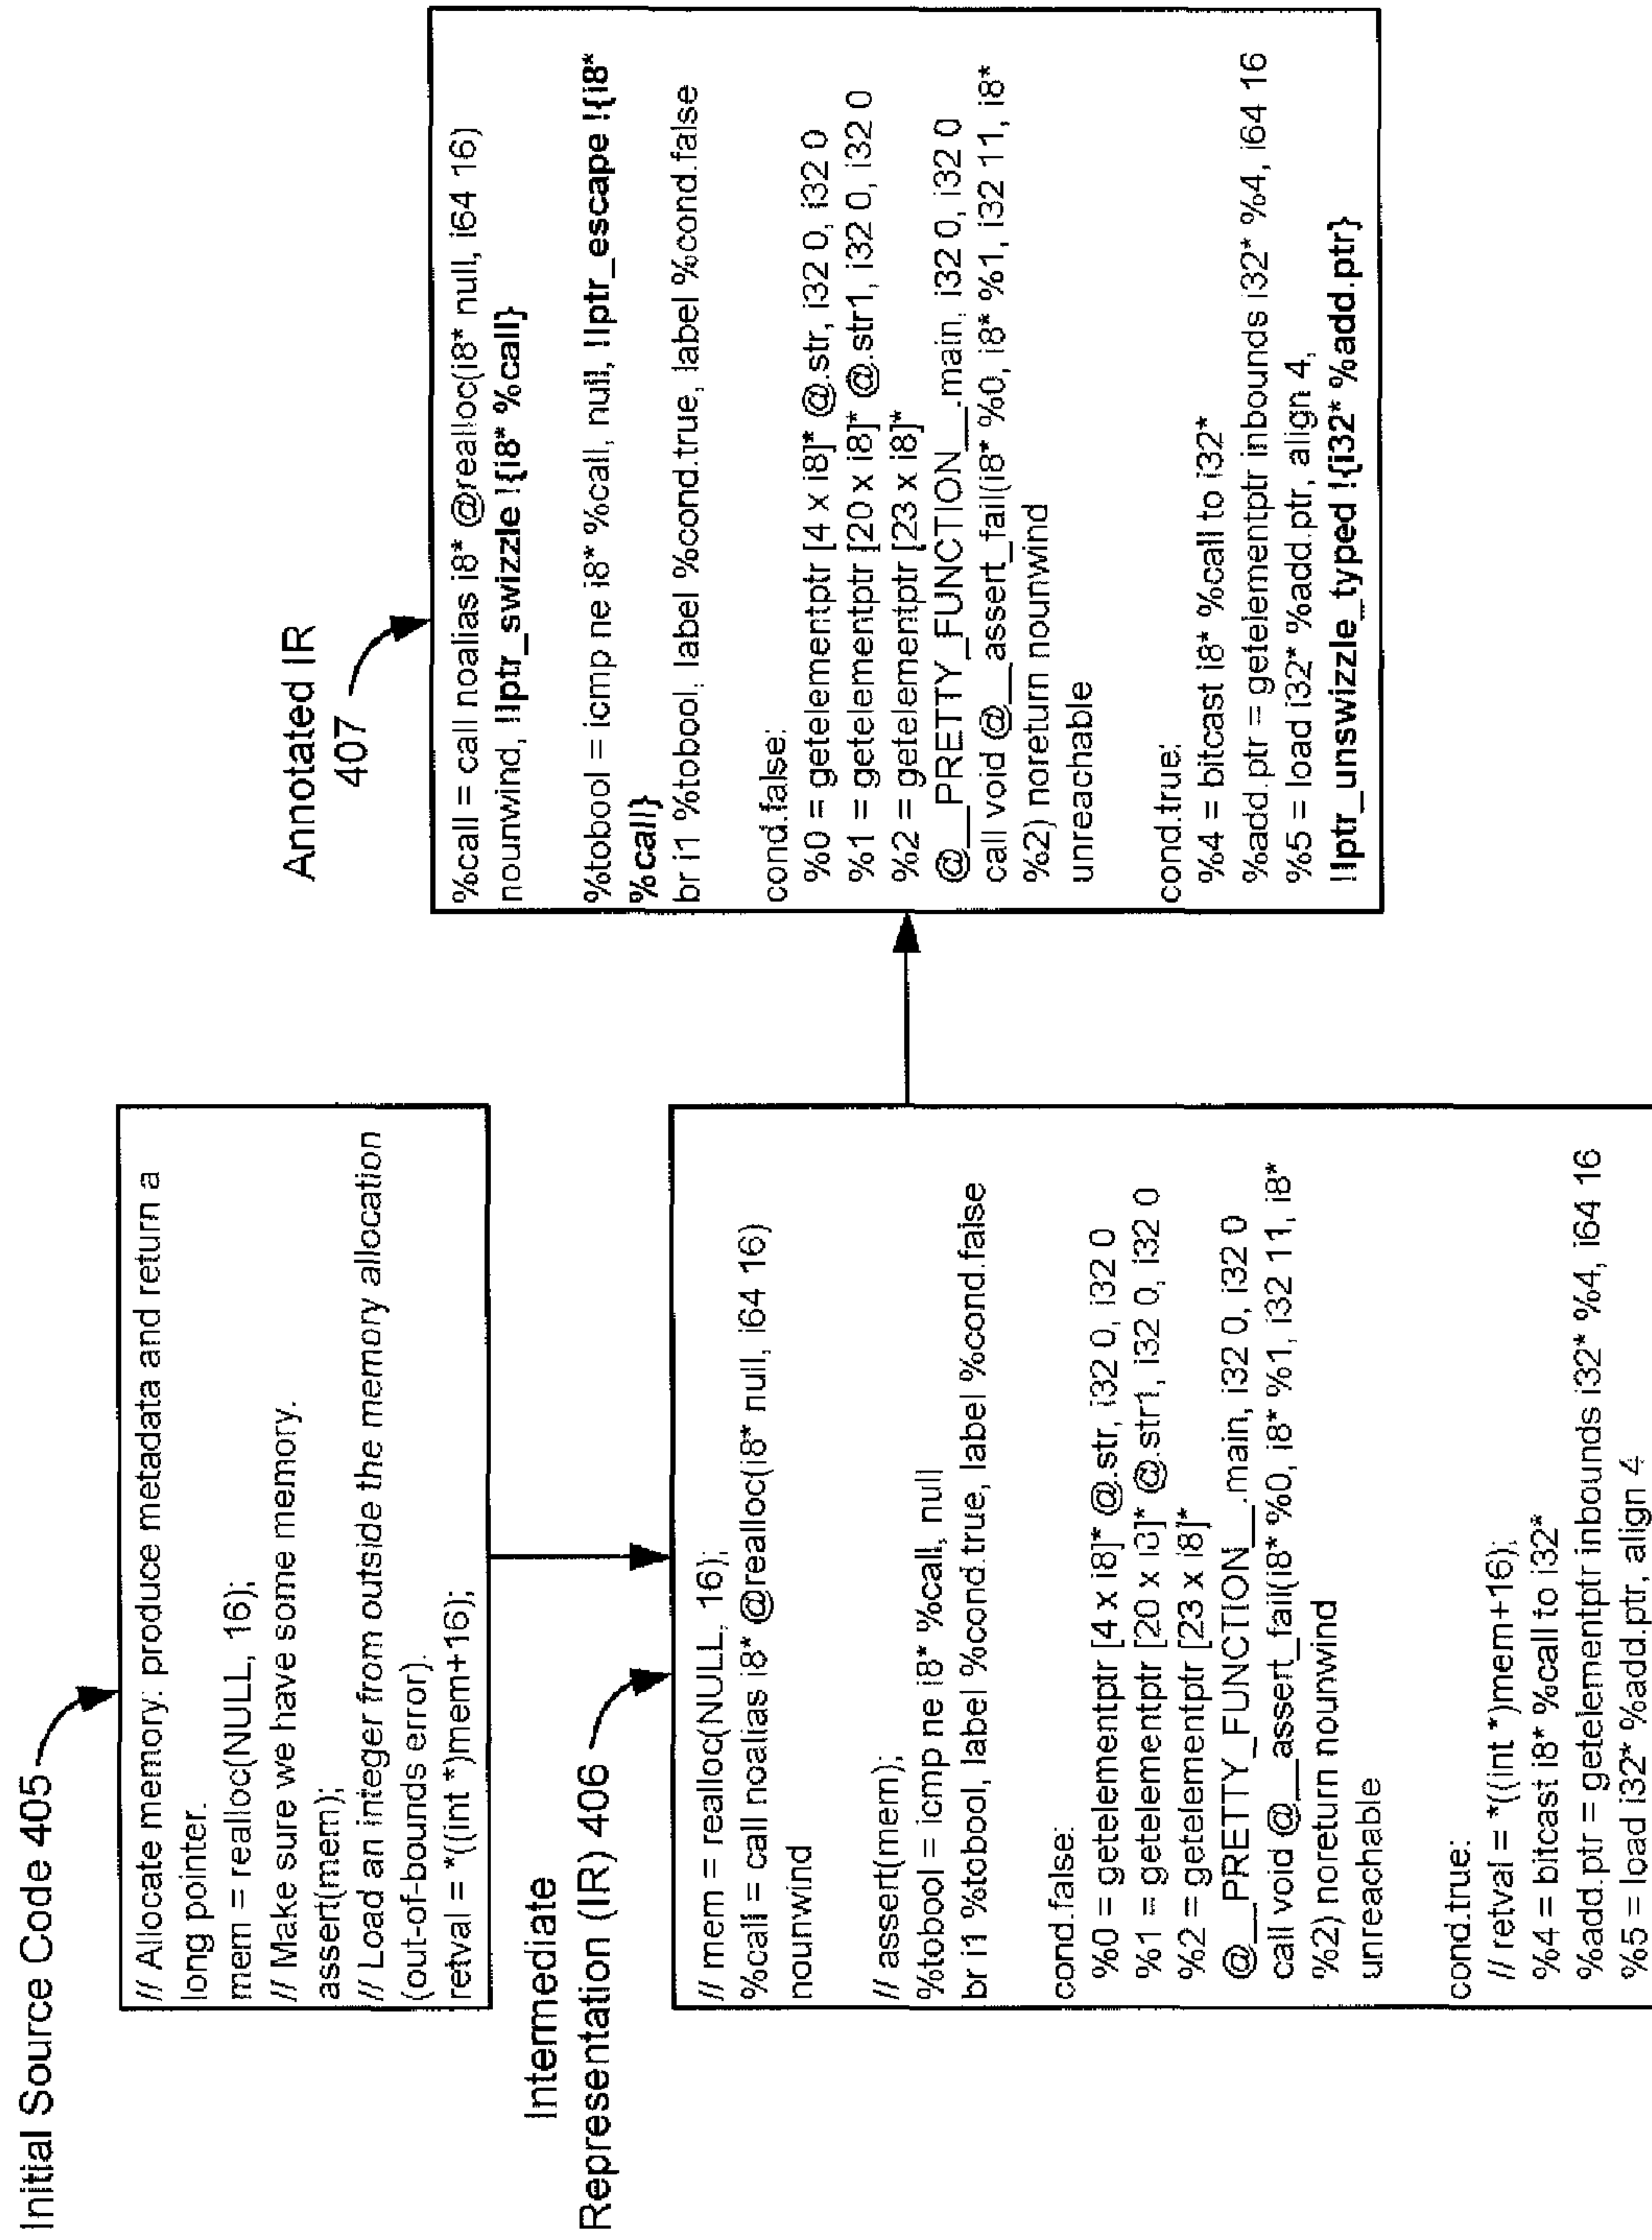 Initial Source Code 405
// Allocate memory: produce metadata and return a
long pointer.
mem = realloc(NULL, 16);
// Make sure we have some memory.
assert(mem);
// Load an integer from outside the memory allocation
(out-of-bounds error).
retval = *((int *)mem+16);
Intermediate
Representation (IR) 406
// mem = realloc(NULL, 16);
%call = call noalias i8* @realloc(i8* null, i64 16)
nounwind
// assert(mem);
%tobool = icmp ne i8* %call, null
br i1 %tobool, label %cond.true, label %cond.false
cond.false:
%0 = getelementptr [4 x i8]* @.str, i32 0, i32 0
%1 = getelementptr [20 x i8]* @.str1, i32 0, i32 0
%2 = getelementptr [23 x i8]*
@__PRETTY_FUNCTION__.main, i32 0, i32 0
call void @__assert_fail(i8* %0, i8* %1, i32 11, i8*
%2) noreturn nounwind
unreachable
cond.true:
// retval = *((int *)mem+16);
%4 = bitcast i8* %call to i32*
%add.ptr = getelementptr inbounds i32* %4, i64 16
%5 = load i32* %add.ptr, align 4
Annotated IR
407
%call = call noalias i8* @realloc(i8* null, i64 16)
nounwind, !lptr_swizzle !{i8* %call}
%tobool = icmp ne i8* %call, null, !lptr_escape !{i8*
%call}
br i1 %tobool, label %cond.true, label %cond.false
cond.false:
%0 = getelementptr [4 x i8]* @.str, i32 0, i32 0
%1 = getelementptr [20 x i8]* @.str1, i32 0, i32 0
%2 = getelementptr [23 x i8]*
@__PRETTY_FUNCTION__.main, i32 0, i32 0
call void @__assert_fail(i8* %0, i8* %1, i32 11, i8*
%2) noreturn nounwind
unreachable
cond.true:
%4 = bitcast i8* %call to i32*
%add.ptr = getelementptr inbounds i32* %4, i64 16
%5 = load i32* %add.ptr, align 4,
!lptr_unswizzle_typed !{i32* %add.ptr}